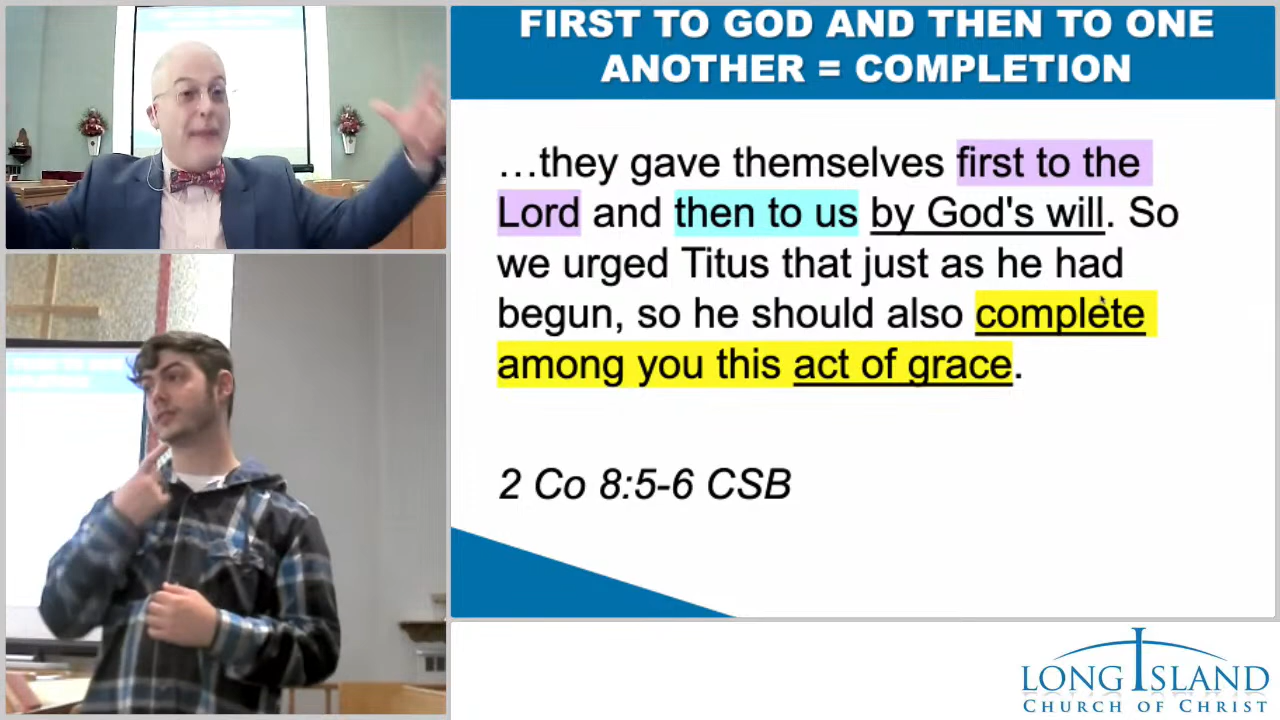 FIRST TO GOD AND THEN TO ONE
ANOTHER = COMPLETION
…they gave themselves first to the
Lord and then to us by God's will. So
we urged Titus that just as he had
begun, so he should also complete
among you this act of grace.
2 Co 8:5-6 CSB
LONG ISLAND
CHURCH OF CHRIST